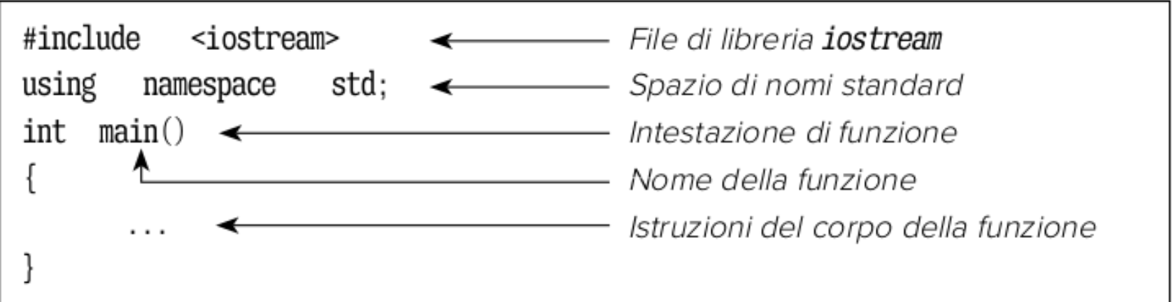 #include <iostream> File di libreria iostream
using namespace std; Spazio di nomi standard
int main() Intestazione di funzione
{ Nome della funzione
... Istruzioni del corpo della funzione
}